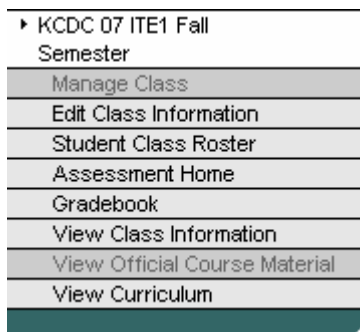 KCDC 07 ITE1 Fall
Semester
Manage Class
Edit Class Information
Student Class Roster
Assessment Home
Gradebook
View Class Information
View Official Course Material
View Curriculum